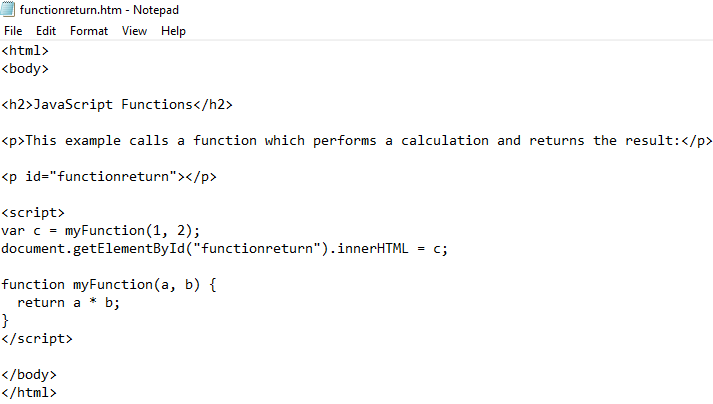 functionreturn.htm - Notepad
File Edit Format View Help
<html>
<body>
<h2>JavaScript Functions</h2>
<p>This example calls a function which performs a calculation and returns the result:</p>
<p id="functionreturn"></p>
<script>
var c = myFunction(1, 2);
document.getElementById("functionreturn").innerHTML = c;
function myFunction(a, b) {
  return a * b;
}
</script>
</body>
</html>